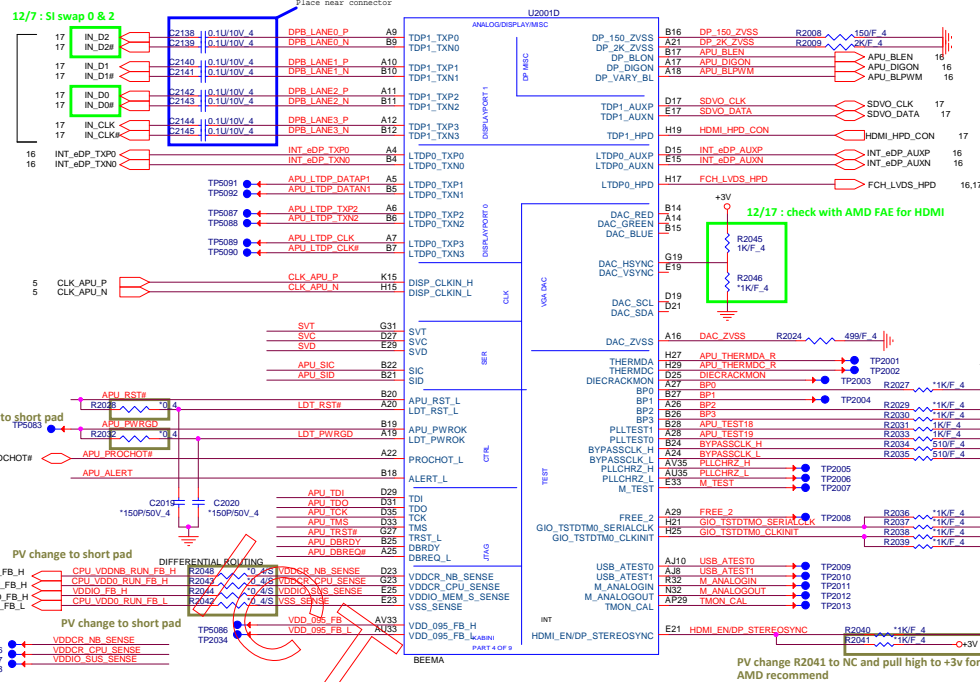 Place near connector
12/7: SI swap 0 & 2
U2001D
ANALOG/DISPLAY/MISC
17 IN_D2 C2138 0.1U/10V_4 DPB_LANE0_P A9 TDP1_TXP0
17 IN_D2# C2139 0.1U/10V_4 DPB_LANE0_N B9 TDP1_TXN0
17 IN_D1 C2140 0.1U/10V_4 DPB_LANE1_P A10 TDP1_TXP1
17 IN_D1# C2141 0.1U/10V_4 DPB_LANE1_N B10 TDP1_TXN1
17 IN_D0 C2142 0.1U/10V_4 DPB_LANE2_P A11 TDP1_TXP2
17 IN_D0# C2143 0.1U/10V_4 DPB_LANE2_N B11 TDP1_TXN2
17 IN_CLK C2144 0.1U/10V_4 DPB_LANE3_P A12 TDP1_TXP3
17 IN_CLK# C2145 0.1U/10V_4 DPB_LANE3_N B12 TDP1_TXN3
DISPLAYPORT 1
16 INT_eDP_TXP0 INT_eDP_TXP0 A4 LTDP0_TXP0
16 INT_eDP_TXN0 INT_eDP_TXN0 B4 LTDP0_TXN0
TP5091 APU_LTDP_DATAP1 A5 LTDP0_TXP1
TP5092 APU_LTDP_DATAN1 B5 LTDP0_TXN1
TP5087 APU_LTDP_TXP2 A6 LTDP0_TXP2
TP5088 APU_LTDP_TXN2 B6 LTDP0_TXN2
TP5089 APU_LTDP_CLK A7 LTDP0_TXP3
TP5090 APU_LTDP_CLK# B7 LTDP0_TXN3
DISPLAYPORT 0
5 CLK_APU_P CLK_APU_P K15 DISP_CLKIN_H
5 CLK_APU_N CLK_APU_N H15 DISP_CLKIN_L
CLK
SVT G31 SVT
SVC D27 SVC
SVD E29 SVD
APU_SIC B22 SIC
APU_SID B21 SID
SER
APU_RST# B20 APU_RST_L
R2028 *0_4 LDT_RST# A20 LDT_RST_L
to short pad
TP5083 APU_PWRGD B19 APU_PWROK
R2032 *0_4 LDT_PWRGD A19 LDT_PWROK
OCHOT# APU_PROCHOT# A22 PROCHOT_L
APU_ALERT B18 ALERT_L
CTRL
C2019 C2020
*150P/50V_4 *150P/50V_4
APU_TDI D29 TDI
APU_TDO D31 TDO
APU_TCK D35 TCK
APU_TMS D33 TMS
APU_TRST# G27 TRST_L
APU_DBRDY B25 DBRDY
APU_DBREQ# A25 DBREQ_L
JTAG
PV change to short pad
DIFFERENTIAL ROUTING
_FB_H CPU_VDDNB_RUN_FB_H R2048 *0_4/S VDDCR_NB_SENSE D23 VDDCR_NB_SENSE
_FB_H CPU_VDD0_RUN_FB_H R2043 *0_4/S VDDCR_CPU_SENSE G23 VDDCR_CPU_SENSE
_FB_H VDDIO_FB_H R2044 *0_4/S VDDIO_SUS_SENSE E25 VDDIO_MEM_S_SENSE
_FB_L CPU_VDD0_RUN_FB_L R2042 *0_4/S VSS_SENSE E23 VSS_SENSE
PV change to short pad
TP5086 VDD_095_FB AV33 VDD_095_FB_H
TP2034 VDD_095_FB_L AU33 VDD_095_FB_L
VDDCR_NB_SENSE
VDDCR_CPU_SENSE
VDDIO_SUS_SENSE
KABINI
PART 4 OF 9
BEEMA
DP MISC
DP_150_ZVSS B16 DP_150_ZVSS R2008 150/F_4
DP_2K_ZVSS A21 DP_2K_ZVSS R2009 2K/F_4
DP_BLON B17 APU_BLEN APU_BLEN 16
DP_DIGON A17 APU_DIGON APU_DIGON 16
DP_VARY_BL A18 APU_BLPWM APU_BLPWM 16
TDP1_AUXP D17 SDVO_CLK SDVO_CLK 17
TDP1_AUXN E17 SDVO_DATA SDVO_DATA 17
TDP1_HPD H19 HDMI_HPD_CON HDMI_HPD_CON 17
LTDP0_AUXP D15 INT_eDP_AUXP INT_eDP_AUXP 16
LTDP0_AUXN E15 INT_eDP_AUXN INT_eDP_AUXN 16
LTDP0_HPD H17 FCH_LVDS_HPD FCH_LVDS_HPD 16,17
+3V
12/17 : check with AMD FAE for HDMI
DAC_RED B14
DAC_GREEN A14
DAC_BLUE B15
R2045
1K/F_4
DAC_HSYNC G19
DAC_VSYNC E19
R2046
*1K/F_4
VGA DAC
DAC_SCL D19
DAC_SDA D21
DAC_ZVSS A16 DAC_ZVSS R2024 499/F_4
THERMDA H27 APU_THERMDA_R TP2001
THERMDC H29 APU_THERMDC_R TP2002
DIECRACKMON D25 DIECRACKMON TP2003
BP0 A27 BP0 R2027 *1K/F_4
BP1 B27 BP1 TP2004
BP2 A26 BP2 R2029 *1K/F_4
BP3 B26 BP3 R2030 *1K/F_4
PLLTEST1 B28 APU_TEST18 R2031 *1K/F_4
PLLTEST0 A28 APU_TEST19 R2033 *1K/F_4
BYPASSCLK_H B24 BYPASSCLK_H R2034 510/F_4
BYPASSCLK_L A24 BYPASSCLK_L R2035 510/F_4
PLLCHRZ_H AV35 PLLCHRZ_H TP2005
PLLCHRZ_L AU35 PLLCHRZ_L TP2006
M_TEST E33 M_TEST TP2007
TEST
FREE_2 A29 FREE_2 TP2008 R2036 *1K/F_4
GIO_TSTDTM0_SERIALCLK H21 GIO_TSTDTM0_SERIALCLK R2037 *1K/F_4
GIO_TSTDTM0_CLKINIT H25 GIO_TSTDTM0_CLKINIT R2038 *1K/F_4
R2039 *1K/F_4
USB_ATEST0 AJ10 USB_ATEST0 TP2009
USB_ATEST1 AJ8 USB_ATEST1 TP2010
M_ANALOGIN R32 M_ANALOGIN TP2011
M_ANALOGOUT N32 M_ANALOGOUT TP2012
TMON_CAL AP29 TMON_CAL TP2013
INT
HDMI_EN/DP_STEREOSYNC E21 HDMI_EN/DP_STEREOSYNC R2040 *1K/F_4
R2041 *1K/F_4 +3V
PV change R2041 to NC and pull high to +3v for
AMD recommend